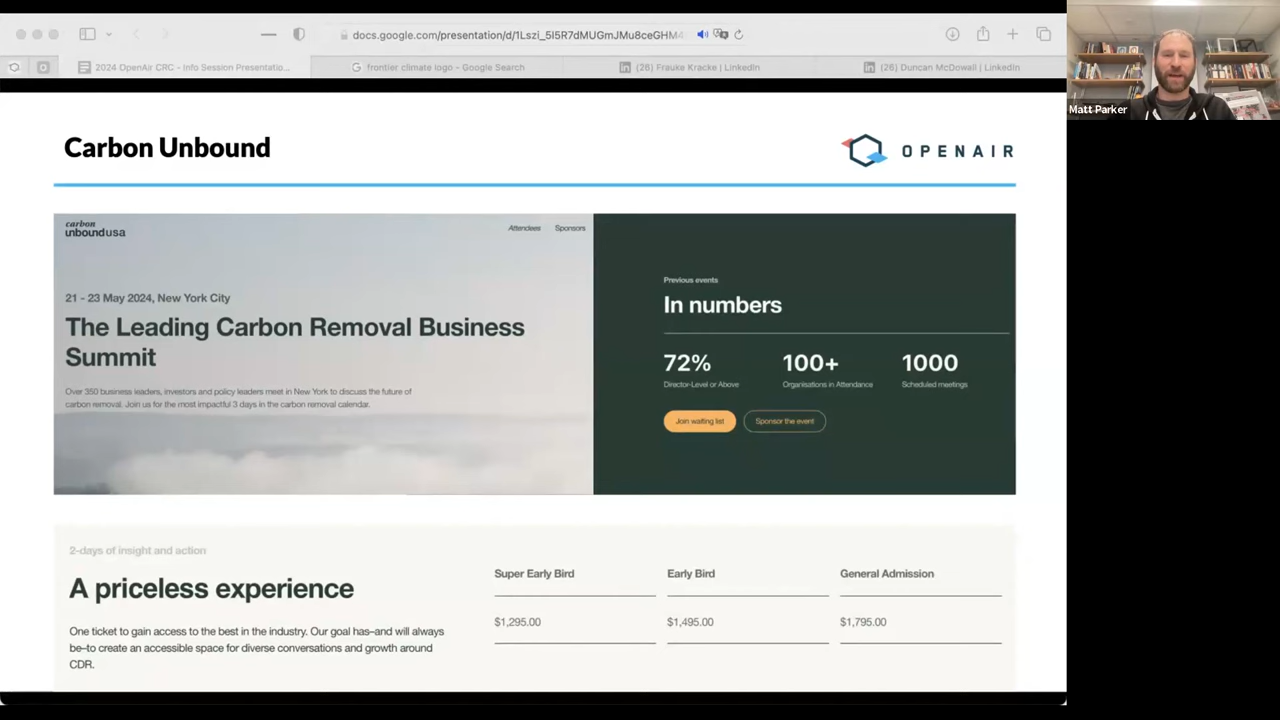 docs.google.com/presentation/d/1Lszi_5I5R7dMUGmJMu8ceGHM4
2024 OpenAir CRC - Info Session Presentatio...
frontier climate logo - Google Search
(26) Frauke Kracke | LinkedIn
(26) Duncan McDowall | LinkedIn
Matt Parker
Carbon Unbound
OPENAIR
carbon
unboundusa
Attendees
Sponsors
21 - 23 May 2024, New York City
The Leading Carbon Removal Business
Summit
Over 350 business leaders, investors and policy leaders meet in New York to discuss the future of
carbon removal. Join us for the most impactful 3 days in the carbon removal calendar.
Previous events
In numbers
72%
Director-Level or Above
100+
Organisations in Attendance
1000
Scheduled meetings
Join waiting list
Sponsor the event
2-days of insight and action
A priceless experience
One ticket to gain access to the best in the industry. Our goal has–and will always
be–to create an accessible space for diverse conversations and growth around
CDR.
Super Early Bird
$1,295.00
Early Bird
$1,495.00
General Admission
$1,795.00